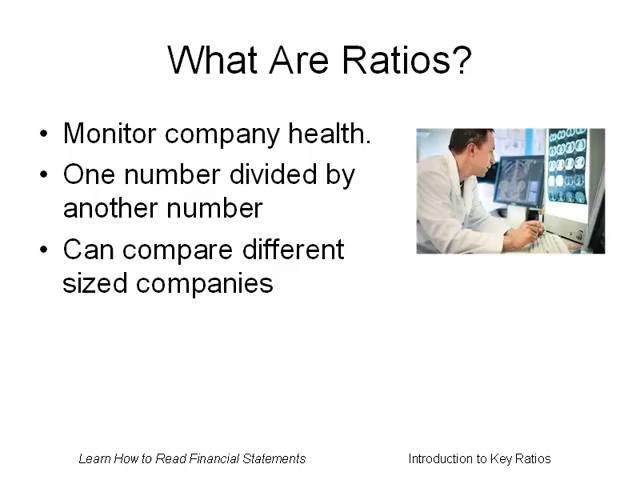 What Are Ratios?
• Monitor company health.
• One number divided by
another number
• Can compare different
sized companies
Learn How to Read Financial Statements
Introduction to Key Ratios